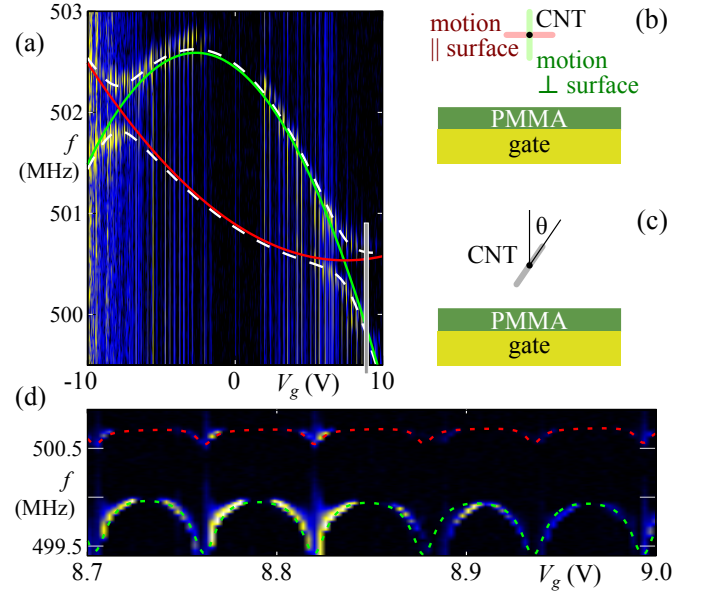 (a)
503
502
f
(MHz)
501
500
-10
0
V_g (V)
10
(b)
CNT
motion
|| surface
motion
⊥ surface
PMMA
gate
(c)
θ
CNT
PMMA
gate
(d)
500.5
f
(MHz)
499.5
8.7
8.8
8.9
V_g (V)
9.0